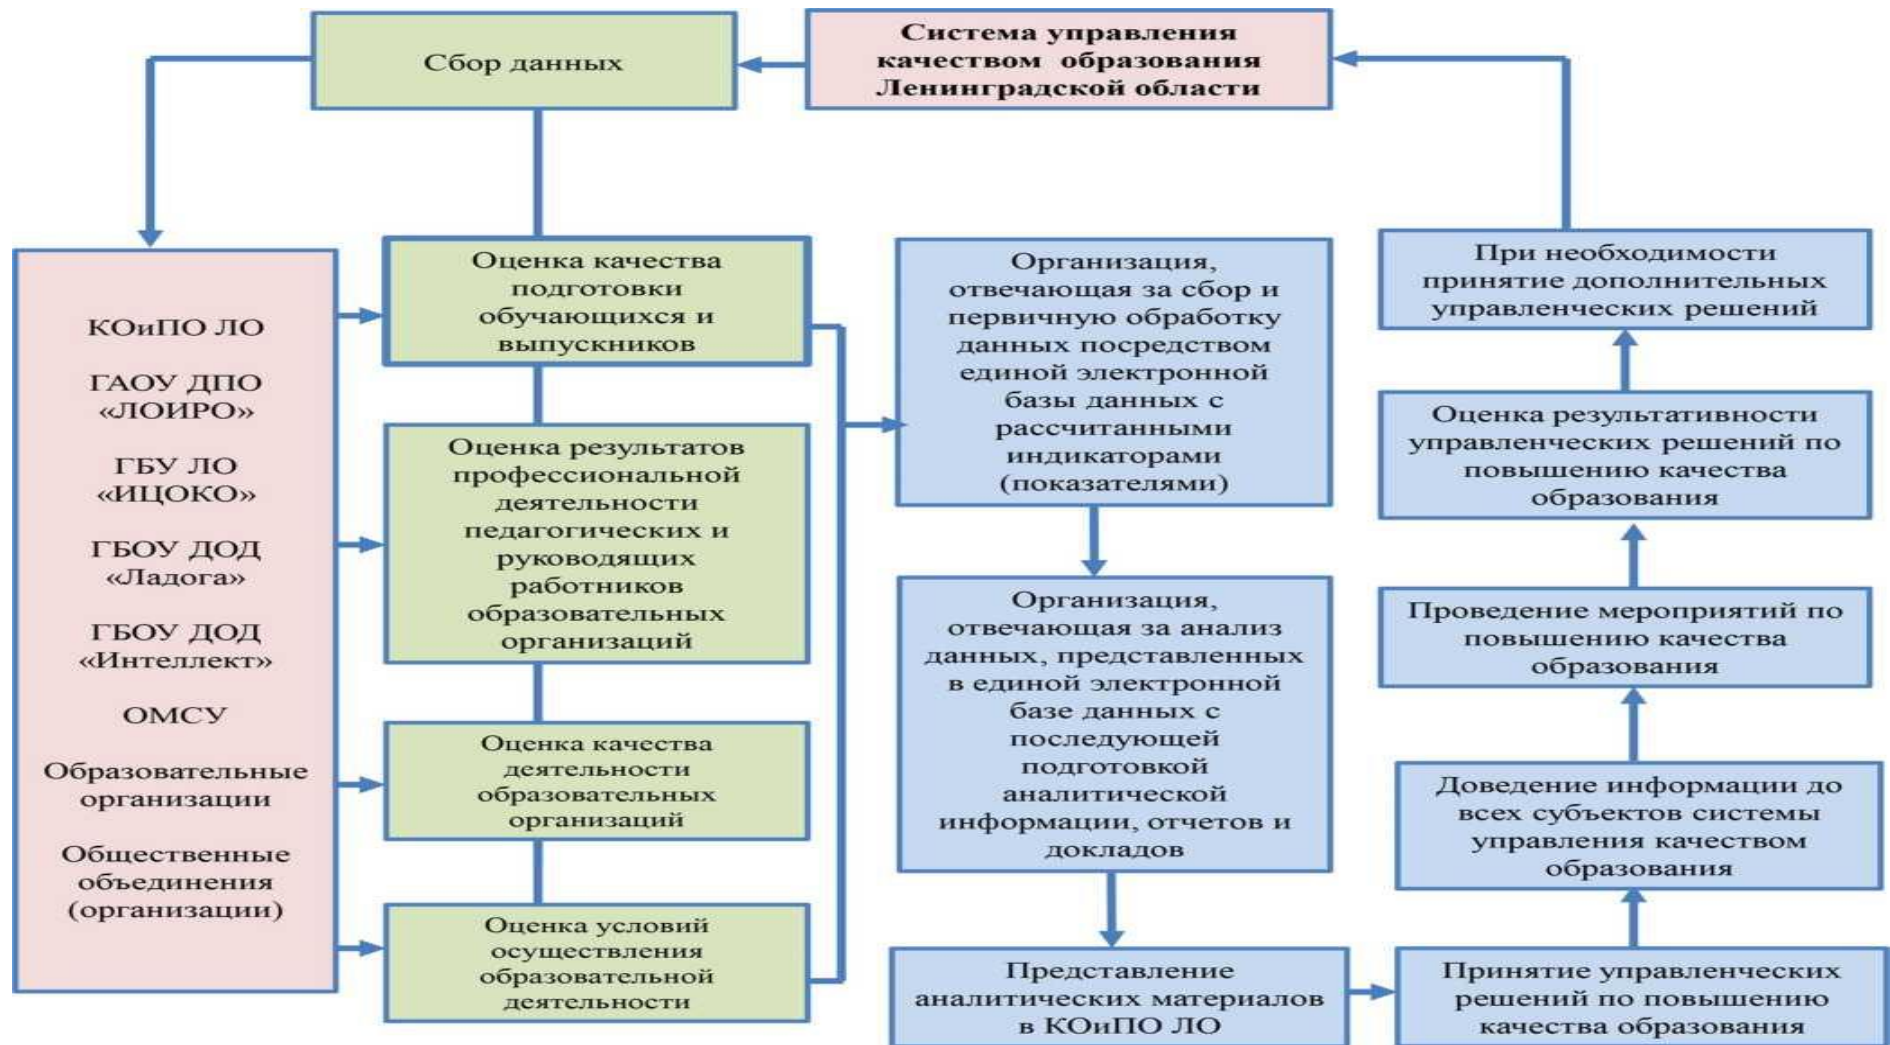 Сбор данных
Система управления
качеством образования
Ленинградской области
КОиПО ЛО
ГАОУ ДПО
«ЛОИРО»
ГБУ ЛО
«ИЦОКО»
ГБОУ ДОД
«Ладога»
ГБОУ ДОД
«Интеллект»
ОМСУ
Образовательные
организации
Общественные
объединения
(организации)
Оценка качества
подготовки
обучающихся и
выпускников
Оценка результатов
профессиональной
деятельности
педагогических и
руководящих
работников
образовательных
организаций
Оценка качества
деятельности
образовательных
организаций
Оценка условий
осуществления
образовательной
деятельности
Организация,
отвечающая за сбор и
первичную обработку
данных посредством
единой электронной
базы данных с
рассчитанными
индикаторами
(показателями)
Организация,
отвечающая за анализ
данных, представленных
в единой электронной
базе данных с
последующей
подготовкой
аналитической
информации, отчетов и
докладов
Представление
аналитических материалов
в КОиПО ЛО
При необходимости
принятие дополнительных
управленческих решений
Оценка результативности
управленческих решений по
повышению качества
образования
Проведение мероприятий по
повышению качества
образования
Доведение информации до
всех субъектов системы
управления качеством
образования
Принятие управленческих
решений по повышению
качества образования